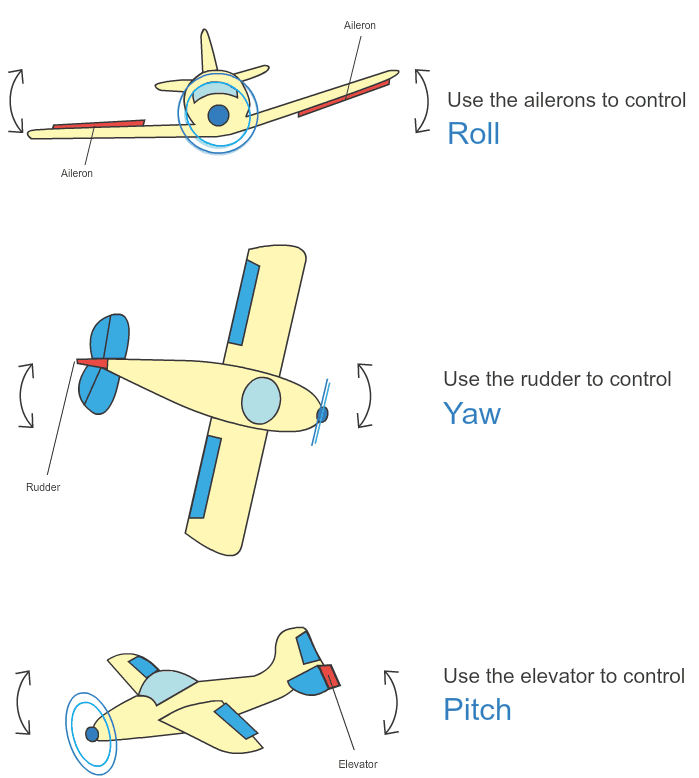 Aileron
Use the ailerons to control
Roll
Aileron
Use the rudder to control
Yaw
Rudder
Use the elevator to control
Pitch
Elevator